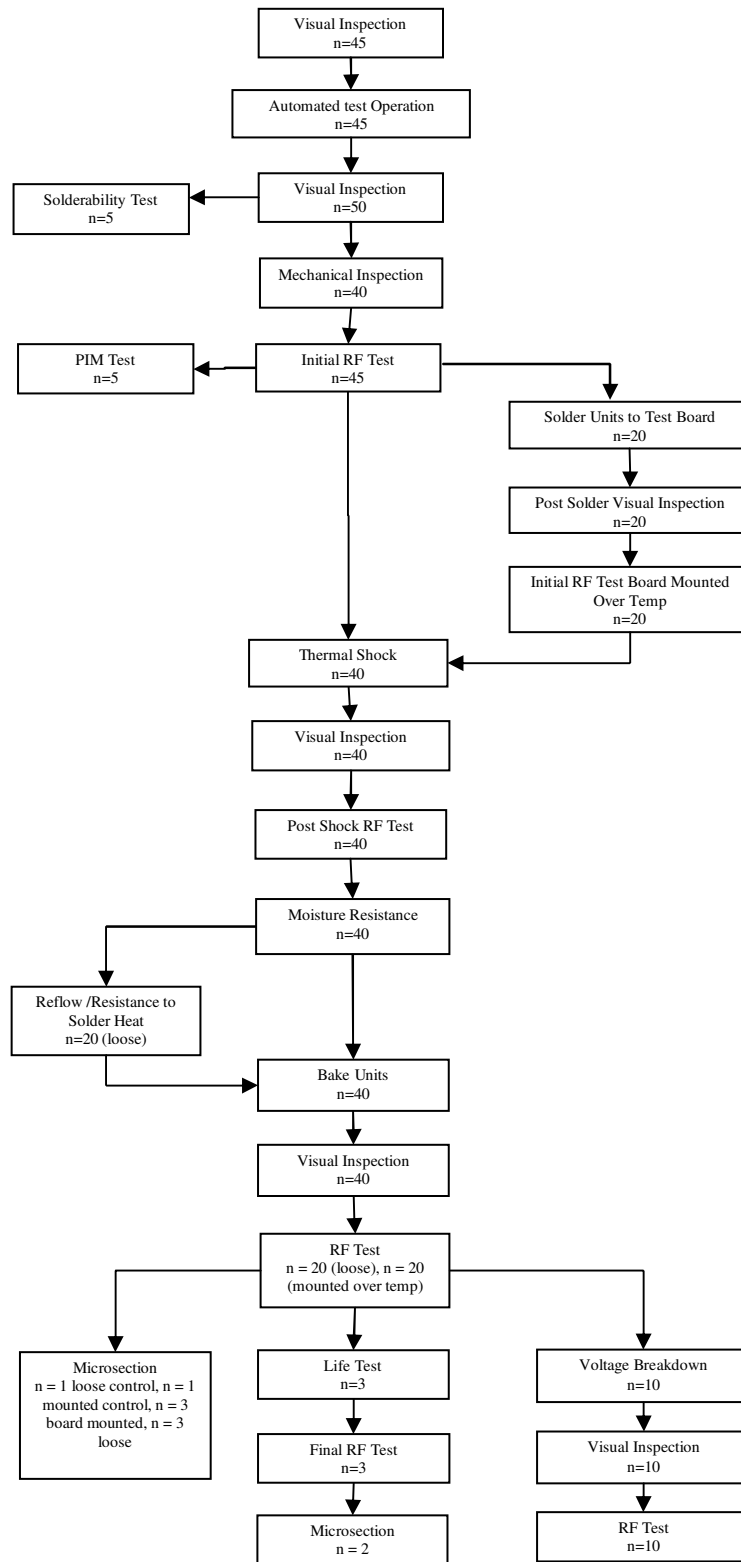 Visual Inspection
n=45
Automated test Operation
n=45
Solderability Test
n=5
Visual Inspection
n=50
Mechanical Inspection
n=40
PIM Test
n=5
Initial RF Test
n=45
Solder Units to Test Board
n=20
Post Solder Visual Inspection
n=20
Initial RF Test Board Mounted
Over Temp
n=20
Thermal Shock
n=40
Visual Inspection
n=40
Post Shock RF Test
n=40
Moisture Resistance
n=40
Reflow /Resistance to
Solder Heat
n=20 (loose)
Bake Units
n=40
Visual Inspection
n=40
RF Test
n = 20 (loose), n = 20
(mounted over temp)
Microsection
n = 1 loose control, n = 1
mounted control, n = 3
board mounted, n = 3
loose
Life Test
n=3
Final RF Test
n=3
Microsection
n = 2
Voltage Breakdown
n=10
Visual Inspection
n=10
RF Test
n=10